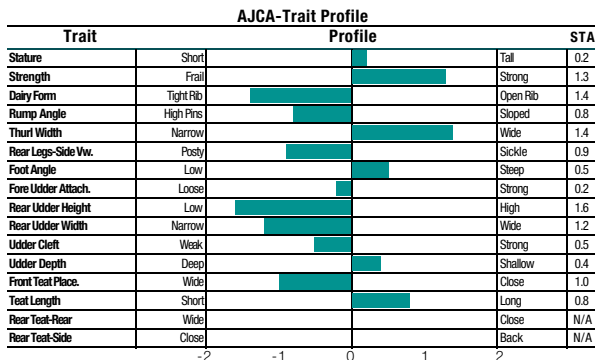 AJCA-Trait Profile
Trait Profile STA
Stature Short Tall 0.2
Strength Frail Strong 1.3
Dairy Form Tight Rib Open Rib 1.4
Rump Angle High Pins Sloped 0.8
Thurl Width Narrow Wide 1.4
Rear Legs-Side Vw. Posty Sickle 0.9
Foot Angle Low Steep 0.5
Fore Udder Attach. Loose Strong 0.2
Rear Udder Height Low High 1.6
Rear Udder Width Narrow Wide 1.2
Udder Cleft Weak Strong 0.5
Udder Depth Deep Shallow 0.4
Front Teat Place. Wide Close 1.0
Teat Length Short Long 0.8
Rear Teat-Rear Wide Close N/A
Rear Teat-Side Close Back N/A
-2 -1 0 1 2